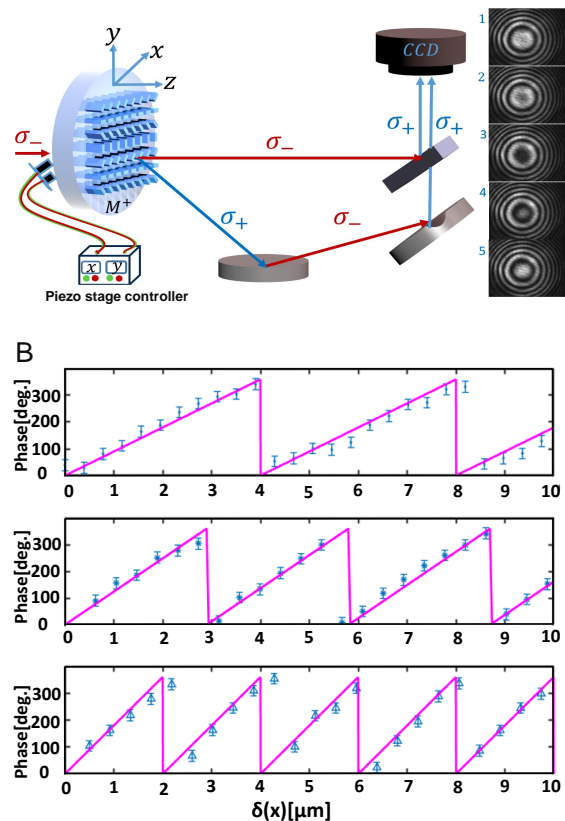 y
x
z
CCD
1
2
3
4
5
σ₋
σ₊ σ₊
σ₋
M⁺
σ₊
σ₋
x y
Piezo stage controller
B
Phase[deg.]
300
200
100
0
0 1 2 3 4 5 6 7 8 9 10
Phase[deg.]
300
200
100
0
0 1 2 3 4 5 6 7 8 9 10
Phase[deg.]
300
200
100
0
0 1 2 3 4 5 6 7 8 9 10
δ(x)[μm]